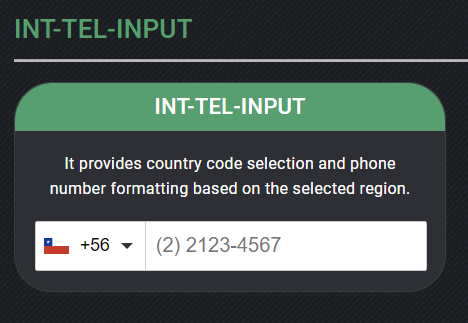 INT-TEL-INPUT
INT-TEL-INPUT
It provides country code selection and phone
number formatting based on the selected region.
+56 (2) 2123-4567